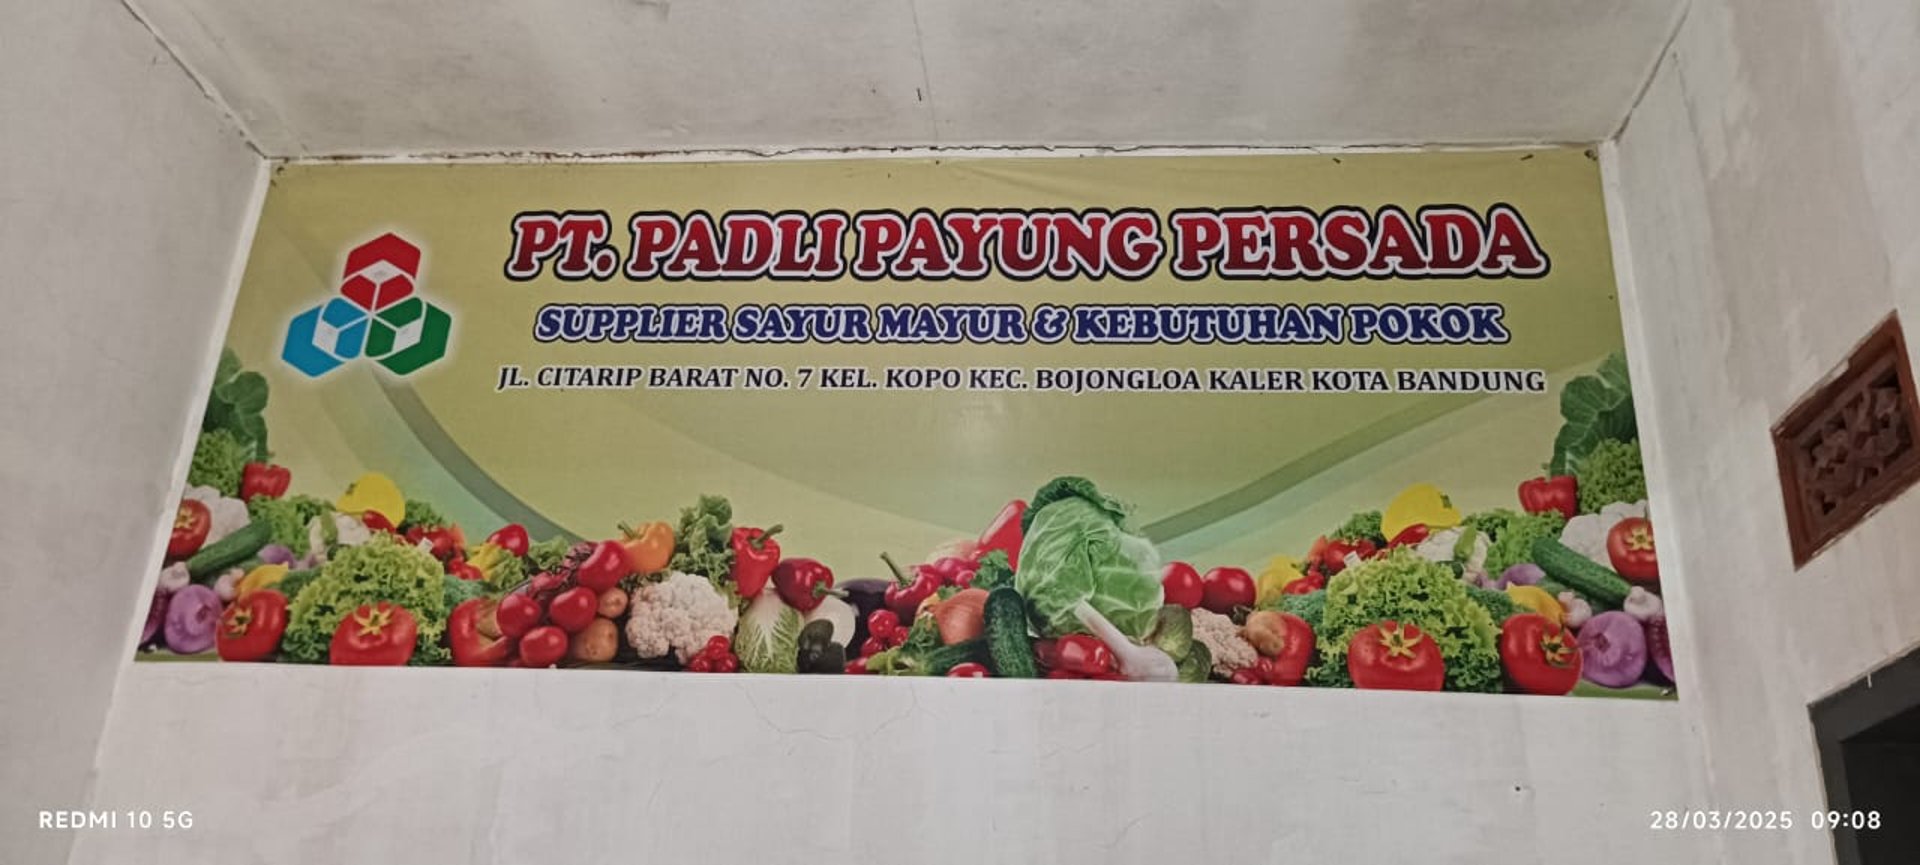 PT. PADLI PAYUNG PERSADA
SUPPLIER SAYUR MAYUR & KEBUTUHAN POKOK
JL. CITARIP BARAT NO. 7 KEL. KOPO KEC. BOJONGLOA KALER KOTA BANDUNG
REDMI 10 5G
28/03/2025 09:08